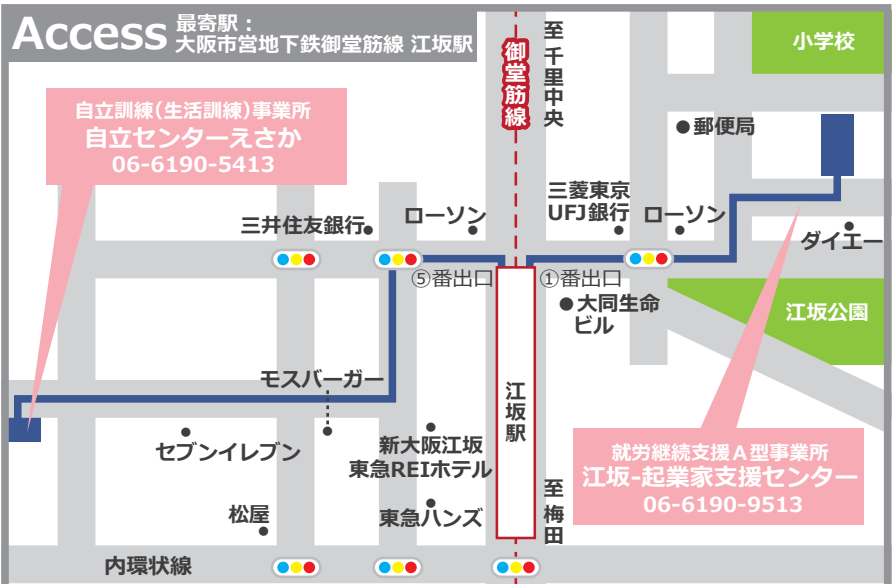 Access
最寄駅：
大阪市営地下鉄御堂筋線 江坂駅
御堂筋線
至千里中央
小学校
自立訓練(生活訓練)事業所
自立センターえさか
06-6190-5413
郵便局
三井住友銀行
ローソン
三菱東京
UFJ銀行
ローソン
ダイエー
⑤番出口
①番出口
大同生命
ビル
江坂公園
モスバーガー
江坂駅
セブンイレブン
新大阪江坂
東急REIホテル
就労継続支援A型事業所
江坂-起業家支援センター
06-6190-9513
松屋
東急ハンズ
至梅田
内環状線